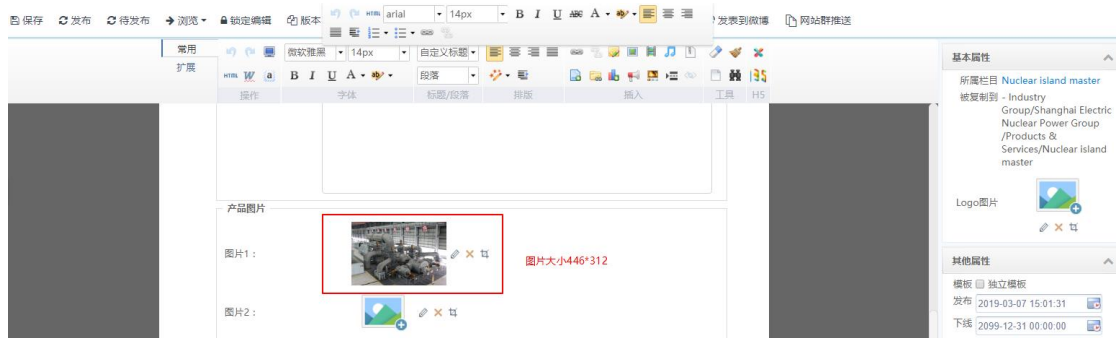 保存 发布 待发布 浏览 锁定编辑 版本
HTML arial 14px B I U ABC A ab
发表到微博 网站群推送
常用
扩展
微软雅黑 14px 自定义标题
HTML W a B I U A ab 段落
操作 字体 标题/段落 排版 插入 工具 H5
产品图片
图片1：
图片大小446*312
图片2：
基本属性
所属栏目 Nuclear island master
被复制到 - Industry
Group/Shanghai Electric
Nuclear Power Group
/Products &
Services/Nuclear island
master
Logo图片
其他属性
模板 独立模板
发布 2019-03-07 15:01:31
下线 2099-12-31 00:00:00